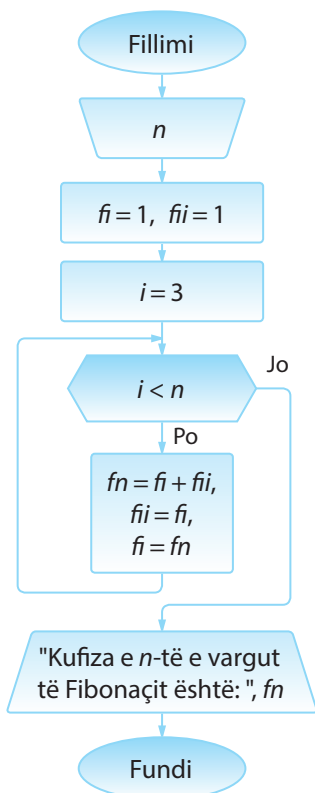 Fillimi
n
fi = 1, fii = 1
i = 3
i < n
Jo
Po
fn = fi + fii,
fii = fi,
fi = fn
"Kufiza e n-të e vargut
të Fibonaçit është: ", fn
Fundi